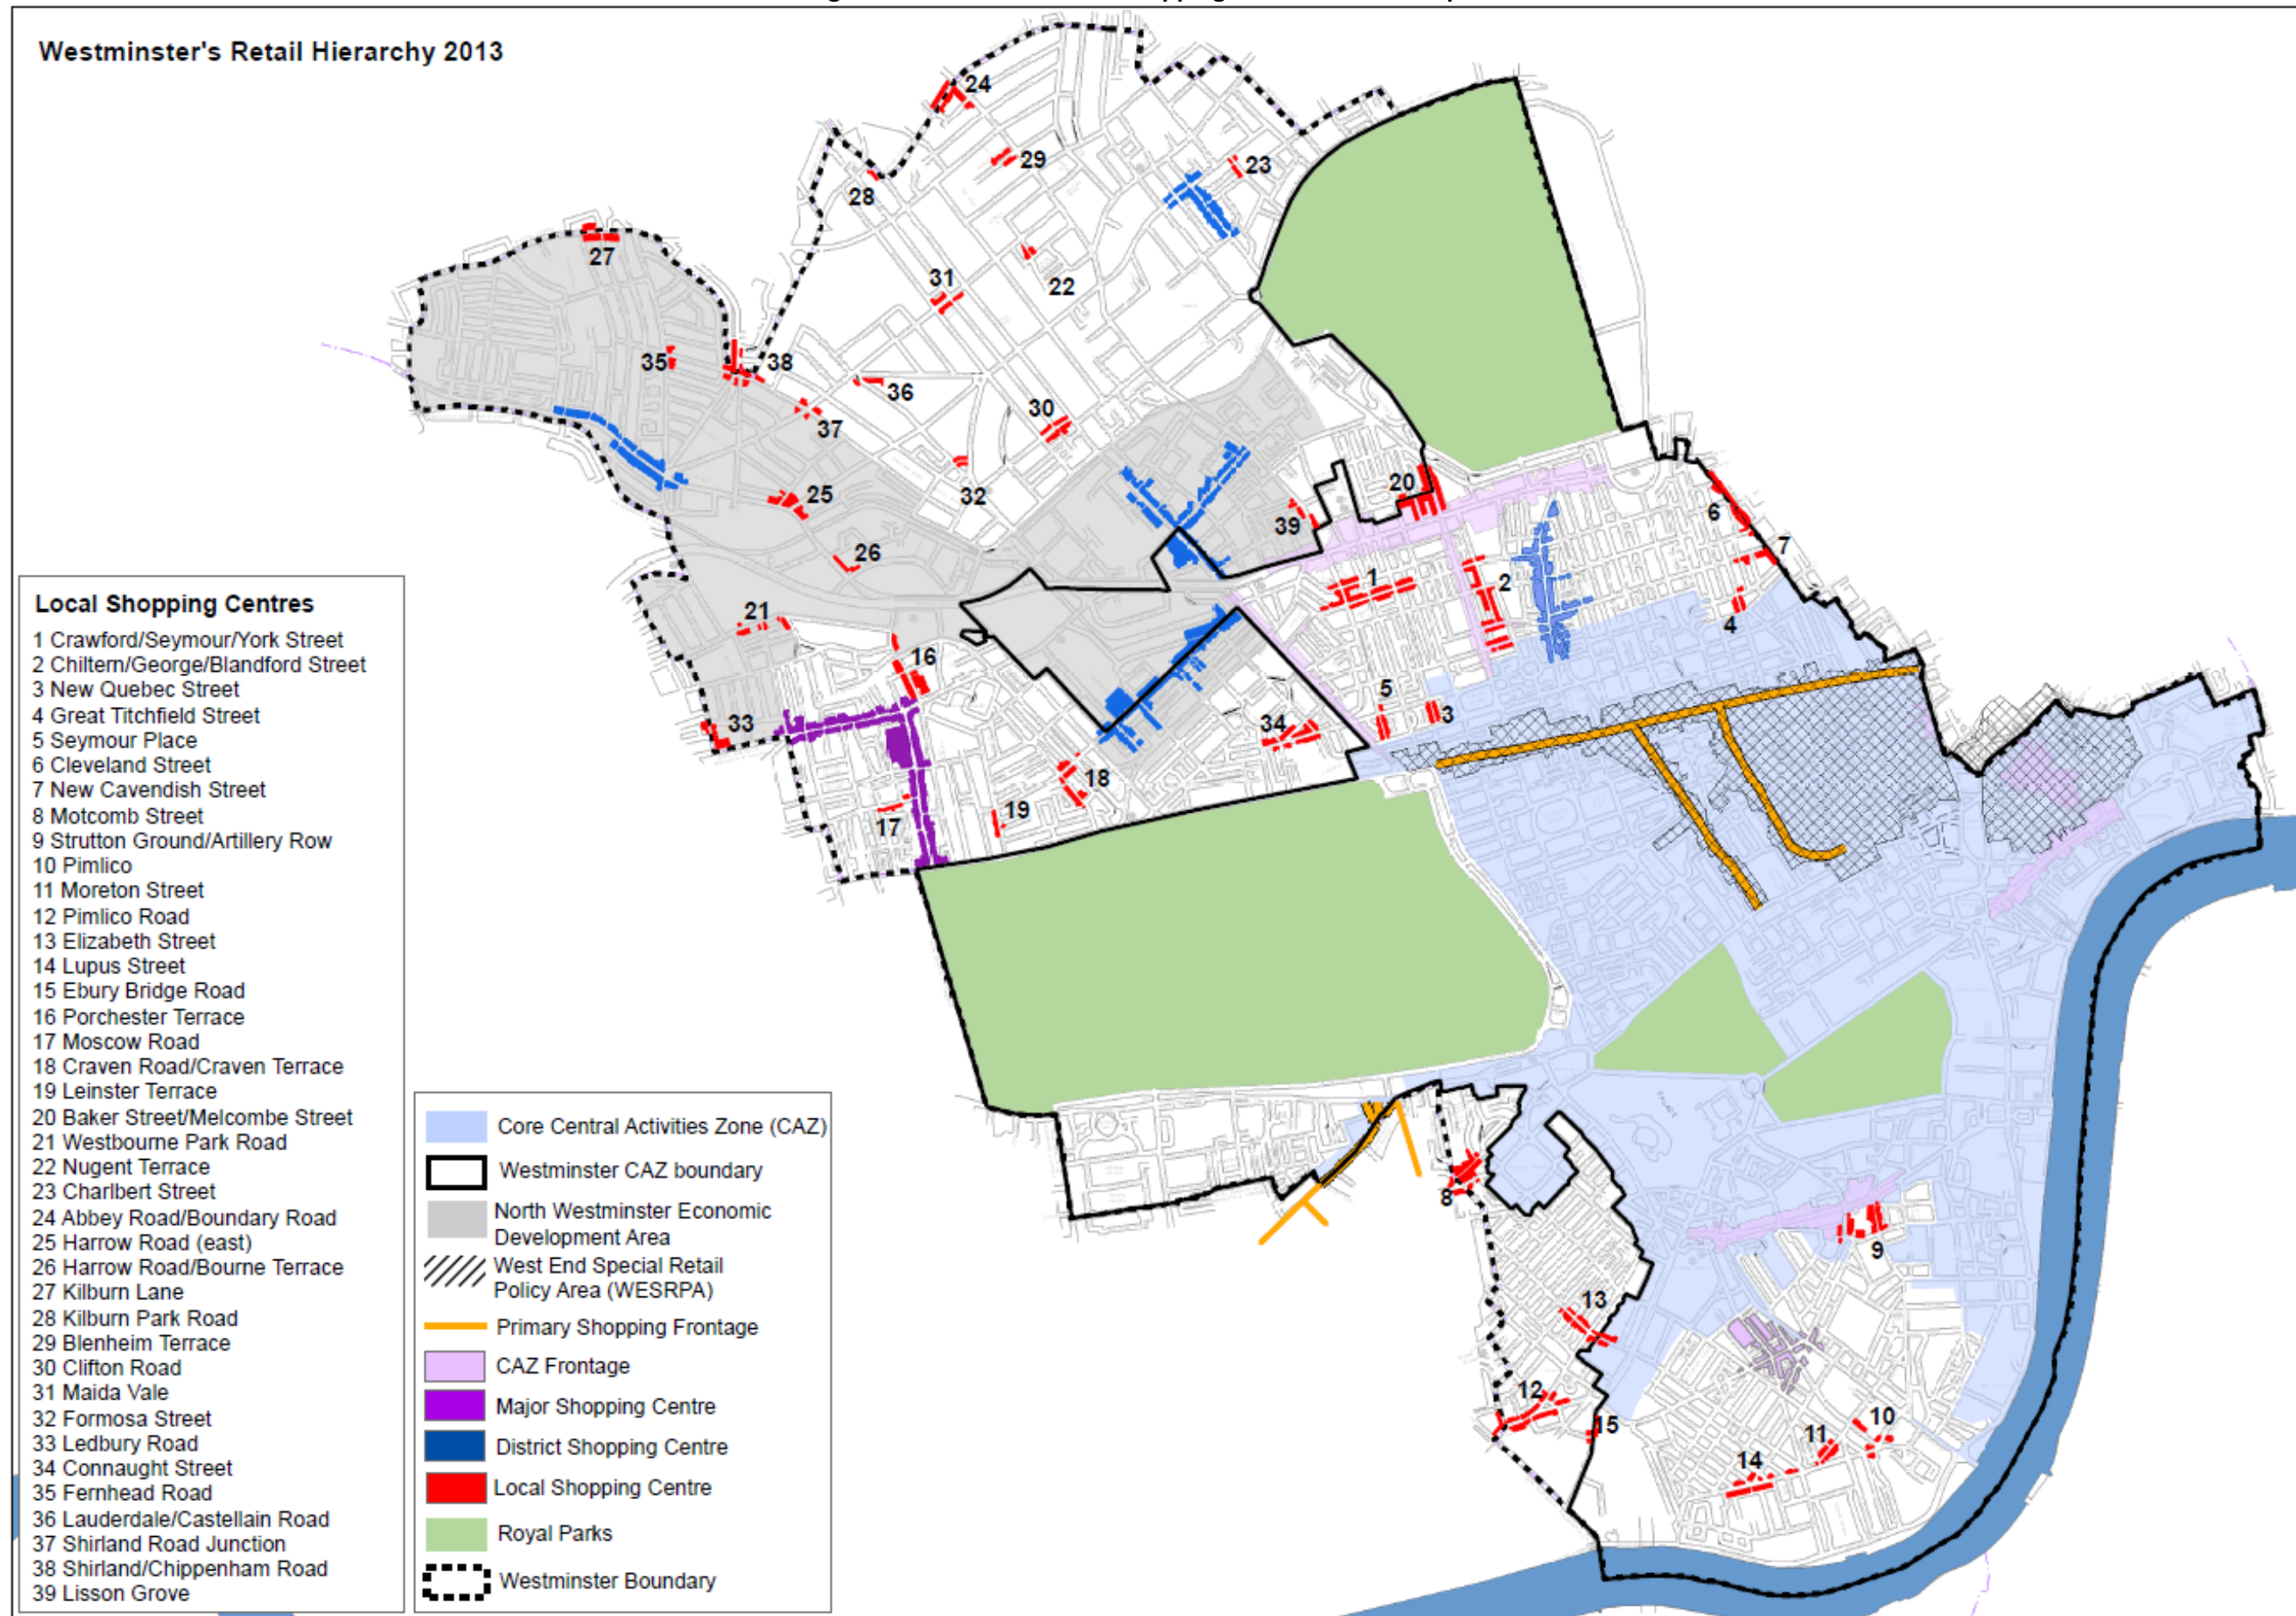 Westminster's Retail Hierarchy 2013
24
29
23
28
27
31
22
35
38
36
30
37
20
25
32
39
6
7
26
1
2
4
21
16
5
3
33
34
18
19
17
Local Shopping Centres
1 Crawford/Seymour/York Street
2 Chiltern/George/Blandford Street
3 New Quebec Street
4 Great Titchfield Street
5 Seymour Place
6 Cleveland Street
7 New Cavendish Street
8 Motcomb Street
9 Strutton Ground/Artillery Row
10 Pimlico
11 Moreton Street
12 Pimlico Road
13 Elizabeth Street
14 Lupus Street
15 Ebury Bridge Road
16 Porchester Terrace
17 Moscow Road
18 Craven Road/Craven Terrace
19 Leinster Terrace
20 Baker Street/Melcombe Street
21 Westbourne Park Road
22 Nugent Terrace
23 Charlbert Street
24 Abbey Road/Boundary Road
25 Harrow Road (east)
26 Harrow Road/Bourne Terrace
27 Kilburn Lane
28 Kilburn Park Road
29 Blenheim Terrace
30 Clifton Road
31 Maida Vale
32 Formosa Street
33 Ledbury Road
34 Connaught Street
35 Fernhead Road
36 Lauderdale/Castellain Road
37 Shirland Road Junction
38 Shirland/Chippenham Road
39 Lisson Grove
Core Central Activities Zone (CAZ)
Westminster CAZ boundary
North Westminster Economic
Development Area
West End Special Retail
Policy Area (WESRPA)
Primary Shopping Frontage
CAZ Frontage
Major Shopping Centre
District Shopping Centre
Local Shopping Centre
Royal Parks
Westminster Boundary
8
9
13
12
15
10
11
14